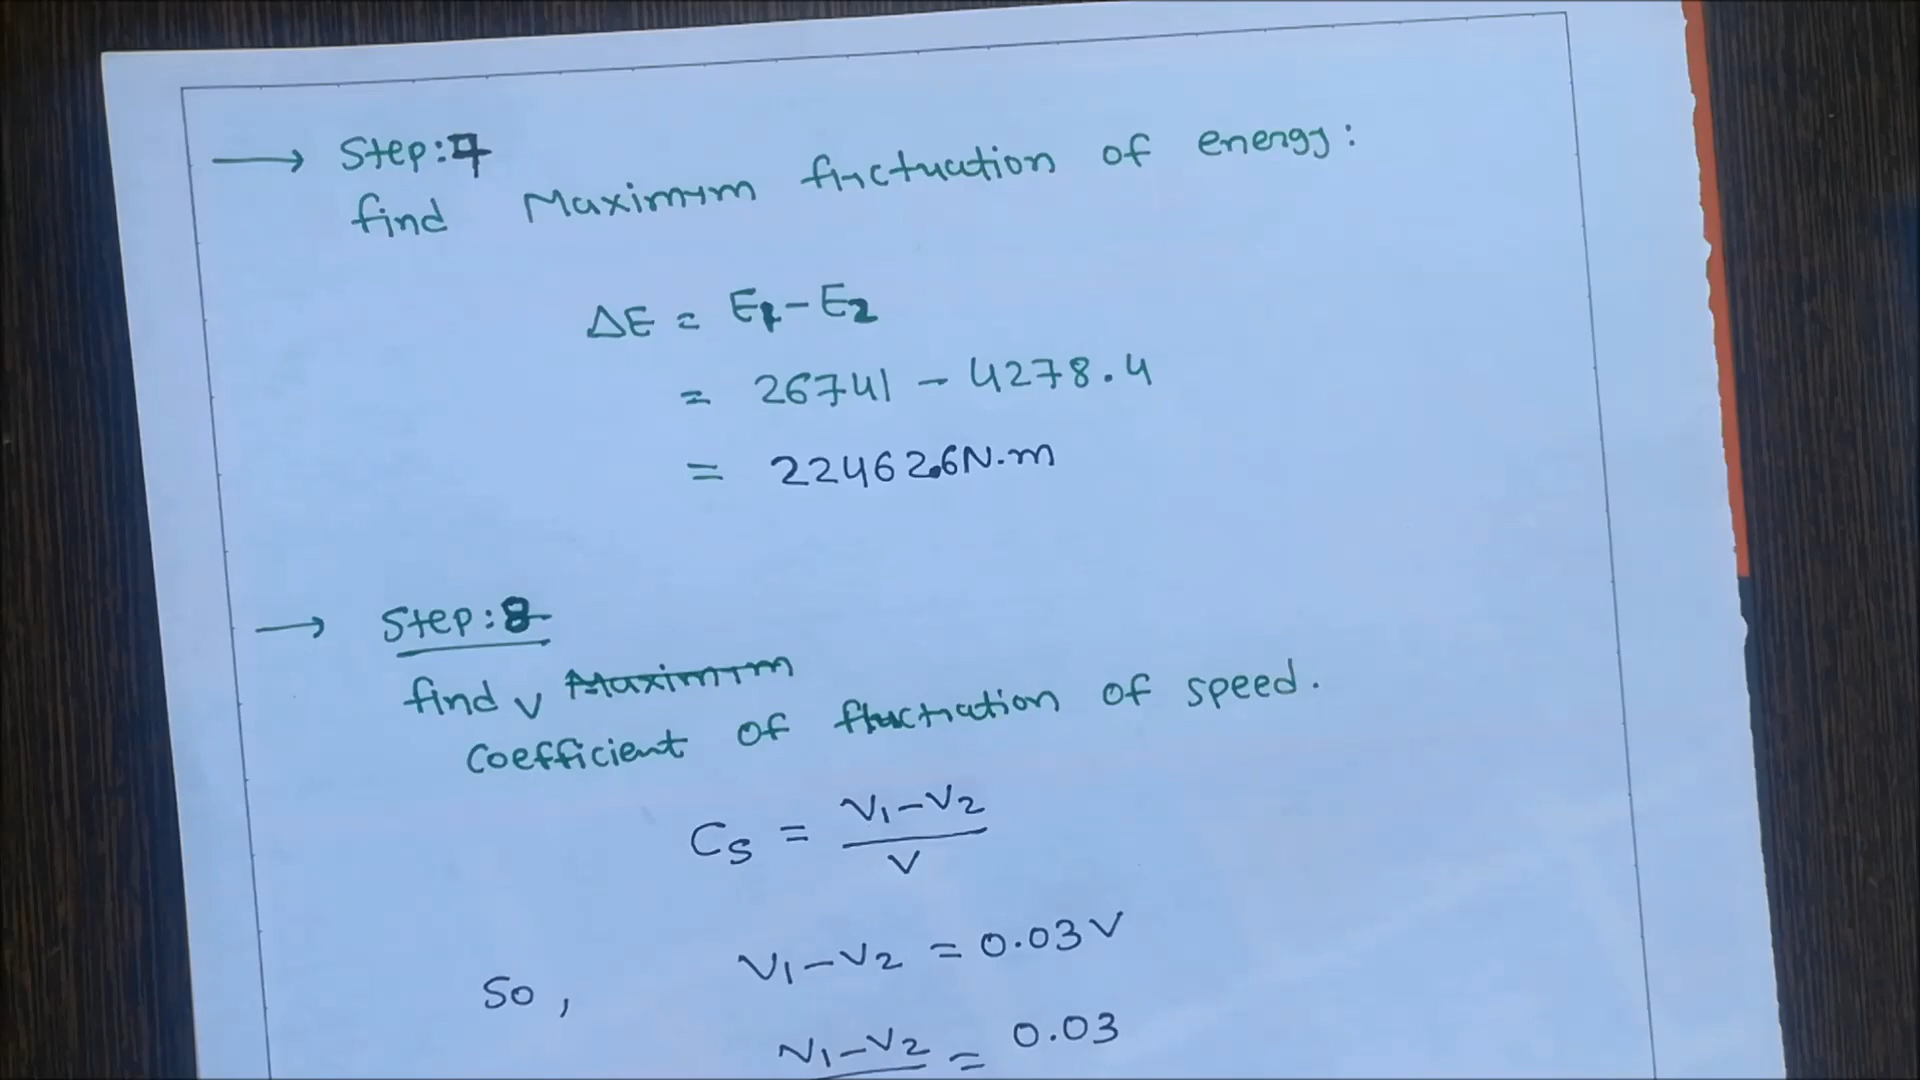 → Step:7
find Maximum fluctuation of energy:
ΔE = E1 - E2
= 26741 - 4278.4
= 22462.6 N.m
→ Step:8
find v Maximum
Coefficient of fluctuation of speed.
Cs = V1-V2 / V
So, V1-V2 = 0.03 V
V1-V2 = 0.03